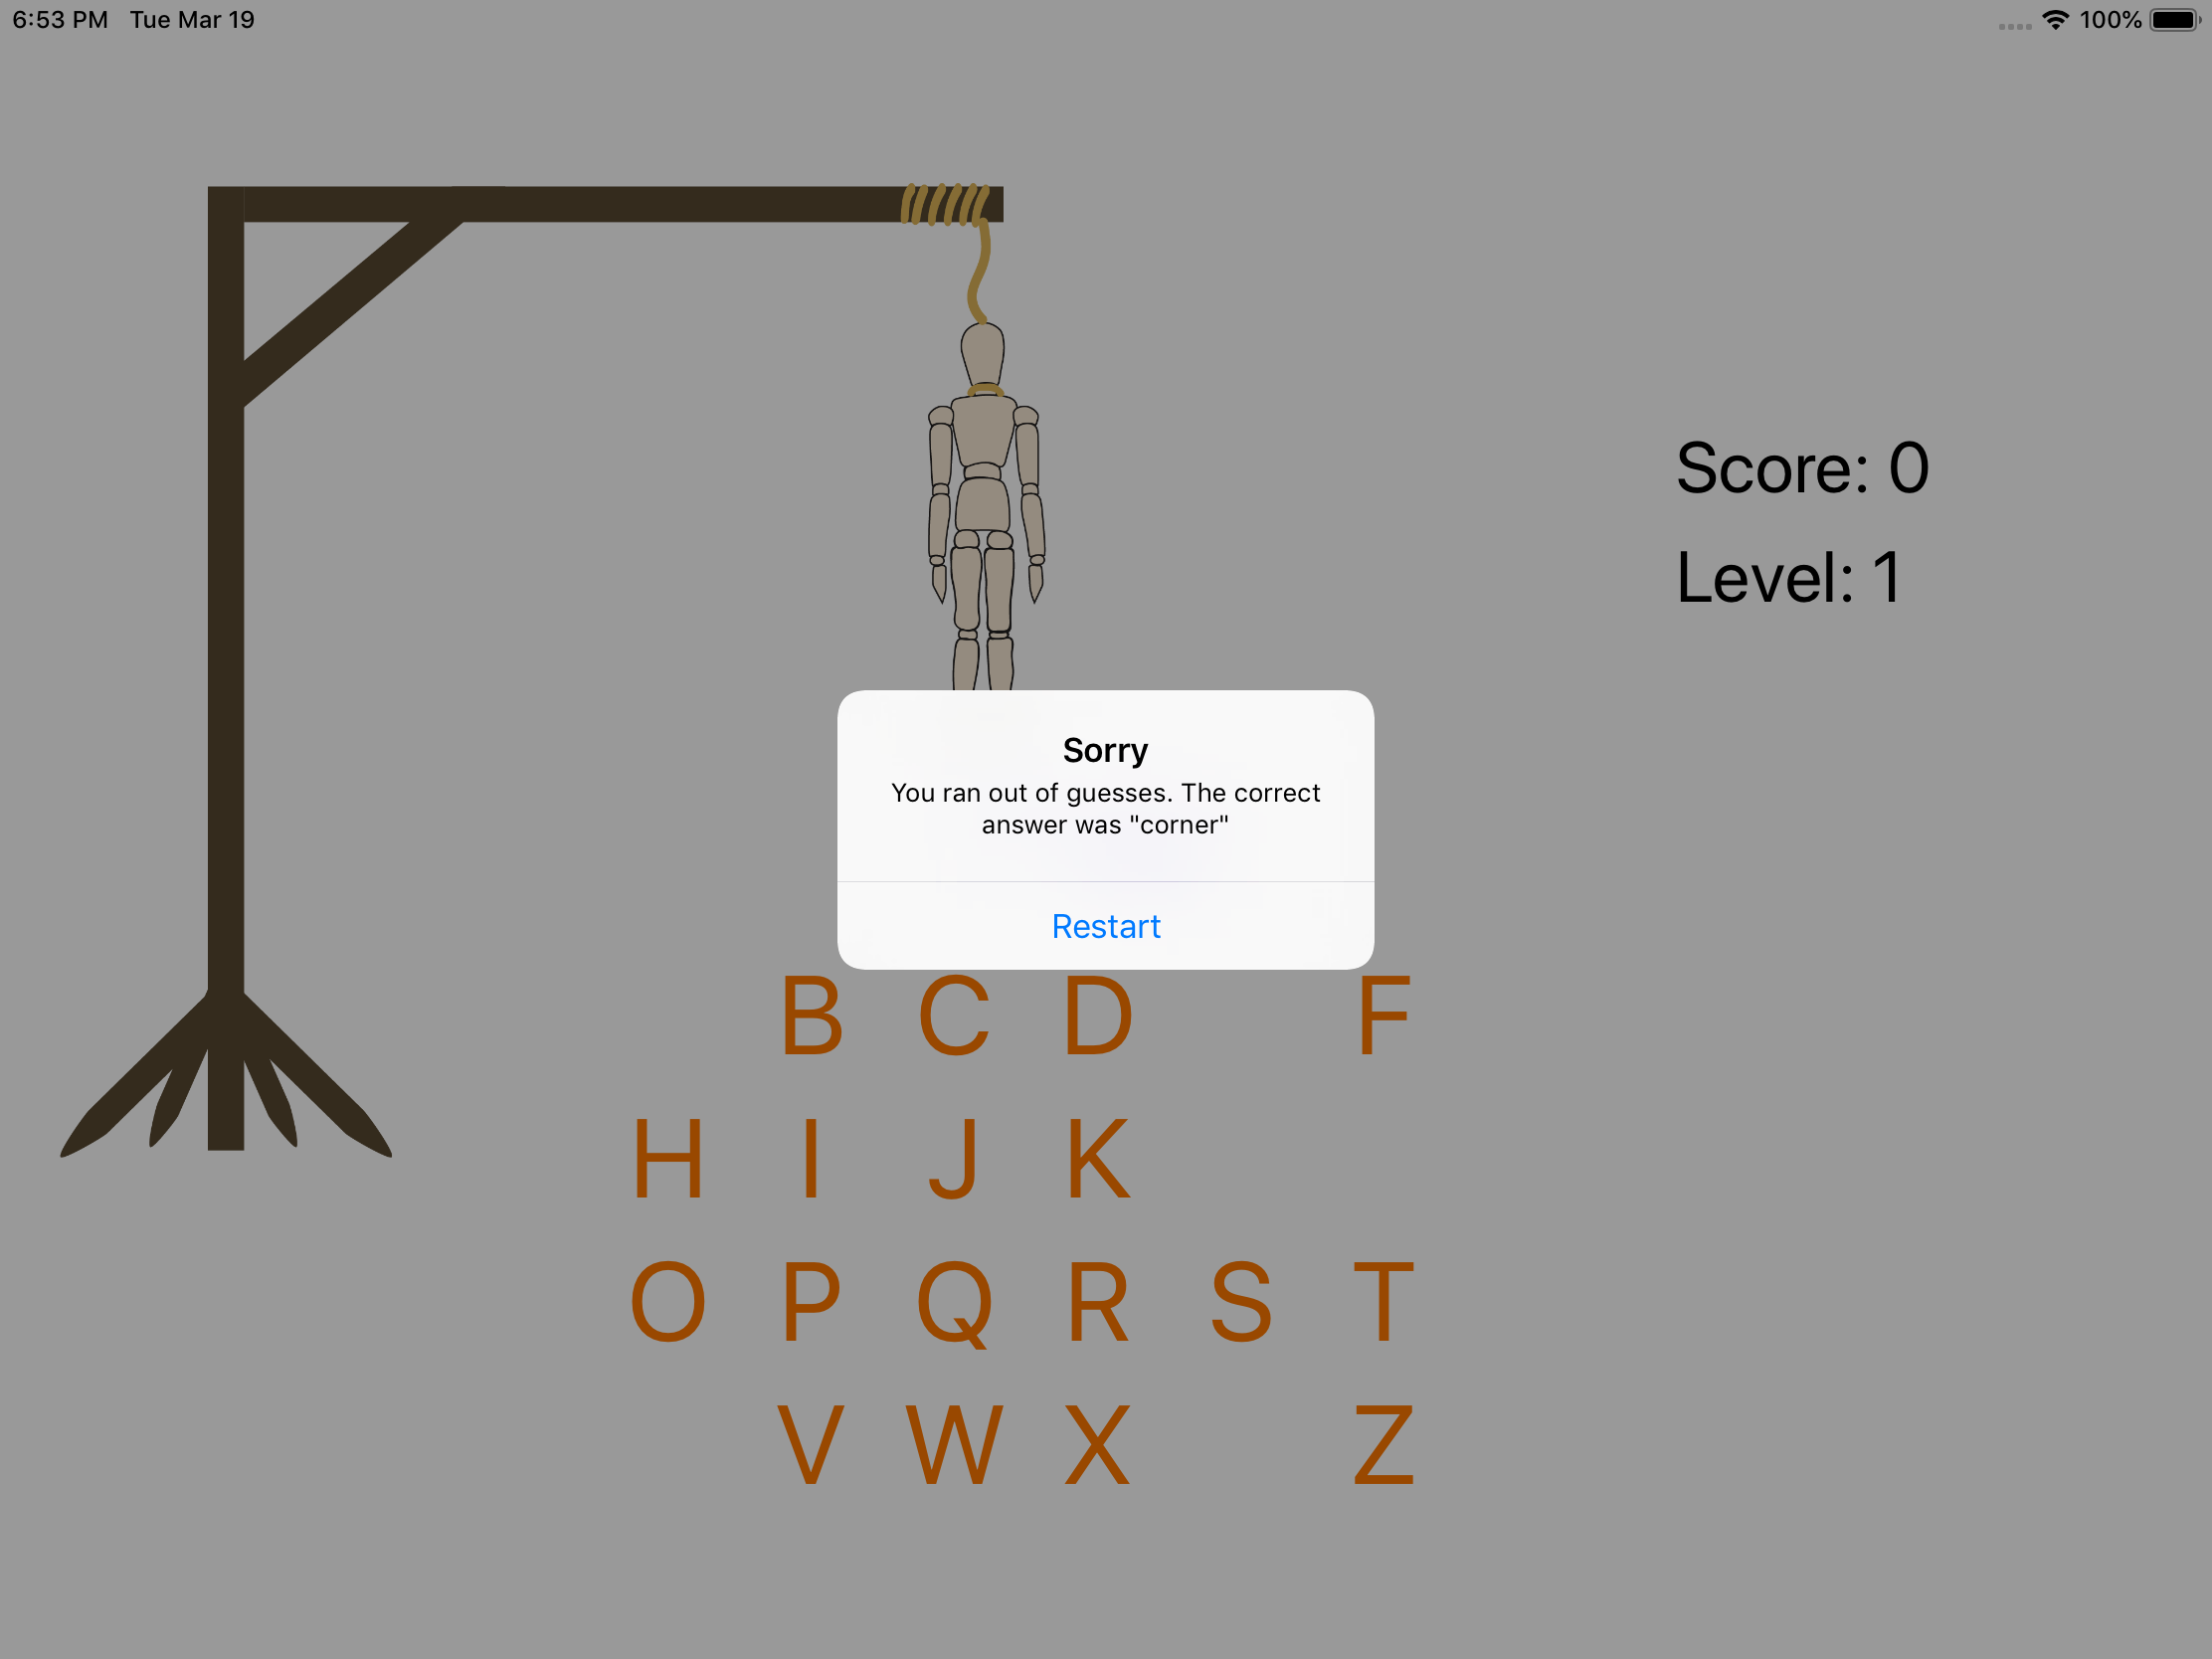 6:53 PM Tue Mar 19 100%
Score: 0
Level: 1
Sorry
You ran out of guesses. The correct
answer was "corner"
Restart
B C D F
H I J K
O P Q R S T
V W X Z